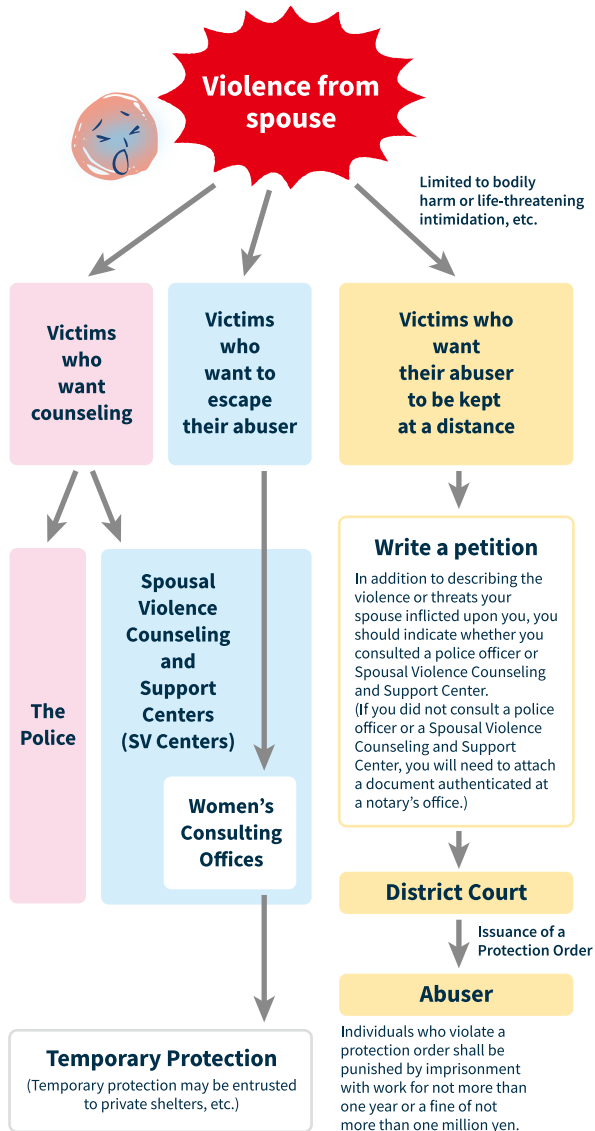 Violence from
spouse
Limited to bodily
harm or life-threatening
intimidation, etc.
Victims
who
want
counseling
Victims
who
want to
escape
their abuser
Victims who
want
their abuser
to be kept
at a distance
The
Police
Spousal
Violence
Counseling
and
Support
Centers
(SV Centers)
Women's
Consulting
Offices
Temporary Protection
(Temporary protection may be entrusted
to private shelters, etc.)
Write a petition
In addition to describing the
violence or threats your
spouse inflicted upon you, you
should indicate whether you
consulted a police officer or
Spousal Violence Counseling
and Support Center.
(If you did not consult a police
officer or a Spousal Violence
Counseling and Support
Center, you will need to attach
a document authenticated at
a notary's office.)
District Court
Issuance of a
Protection Order
Abuser
Individuals who violate a
protection order shall be
punished by imprisonment
with work for not more than
one year or a fine of not
more than one million yen.